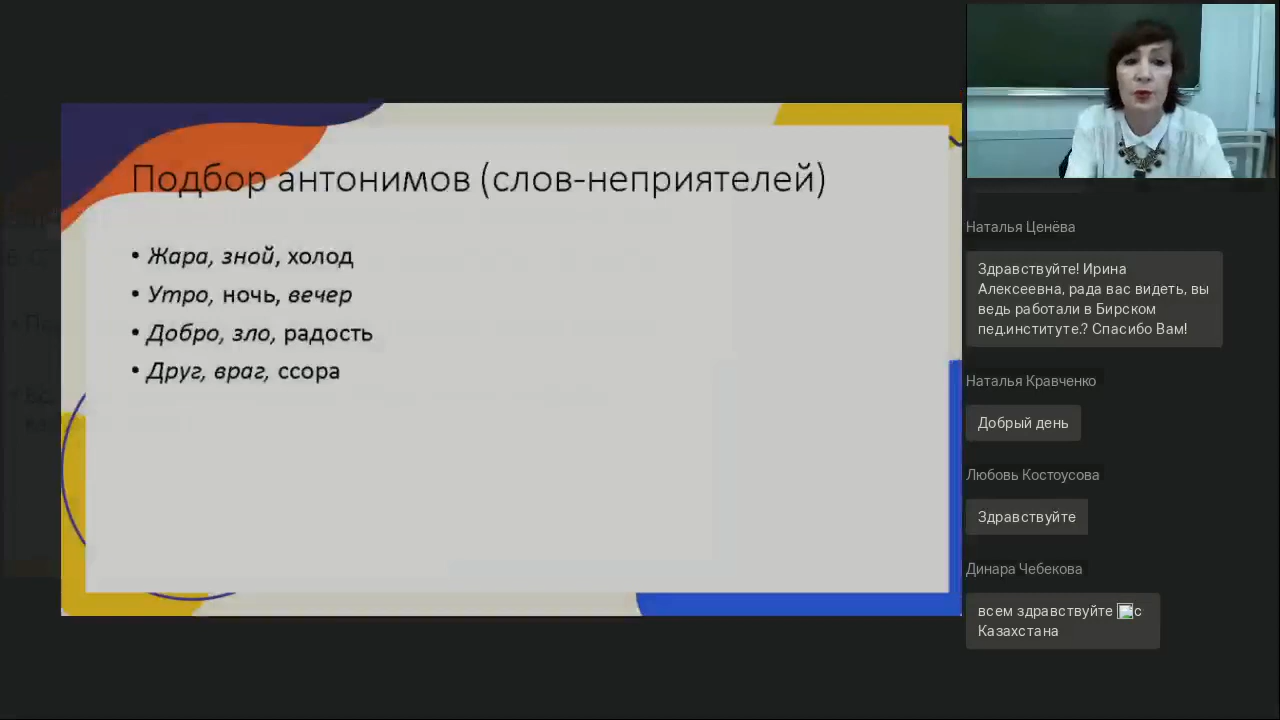 Подбор антонимов (слов-неприятелей)
• Жара, зной, холод
• Утро, ночь, вечер
• Добро, зло, радость
• Друг, враг, ссора
Наталья Ценёва
Здравствуйте! Ирина
Алексеевна, рада вас видеть, вы
ведь работали в Бирском
пед.институте.? Спасибо Вам!
Наталья Кравченко
Добрый день
Любовь Костоусова
Здравствуйте
Динара Чебекова
всем здравствуйте с
Казахстана